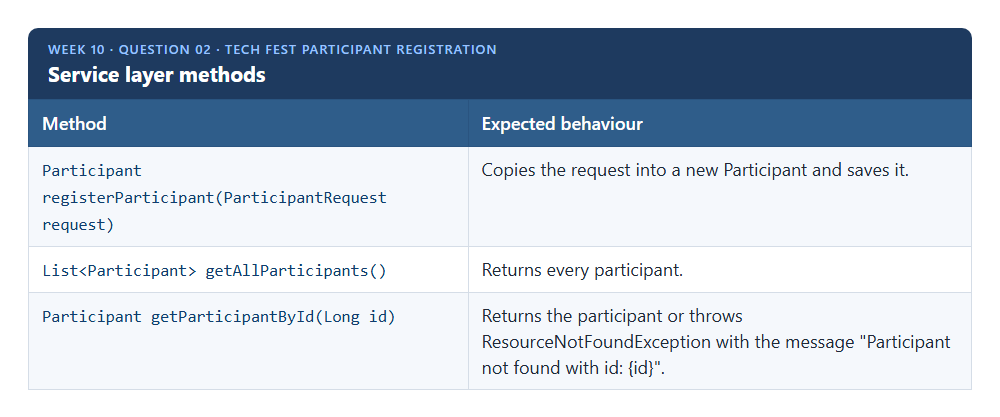 WEEK 10 · QUESTION 02 · TECH FEST PARTICIPANT REGISTRATION
Service layer methods
Method
Expected behaviour
Participant
registerParticipant(ParticipantRequest
request)
Copies the request into a new Participant and saves it.
List<Participant> getAllParticipants()
Returns every participant.
Participant getParticipantById(Long id)
Returns the participant or throws
ResourceNotFoundException with the message "Participant
not found with id: {id}".